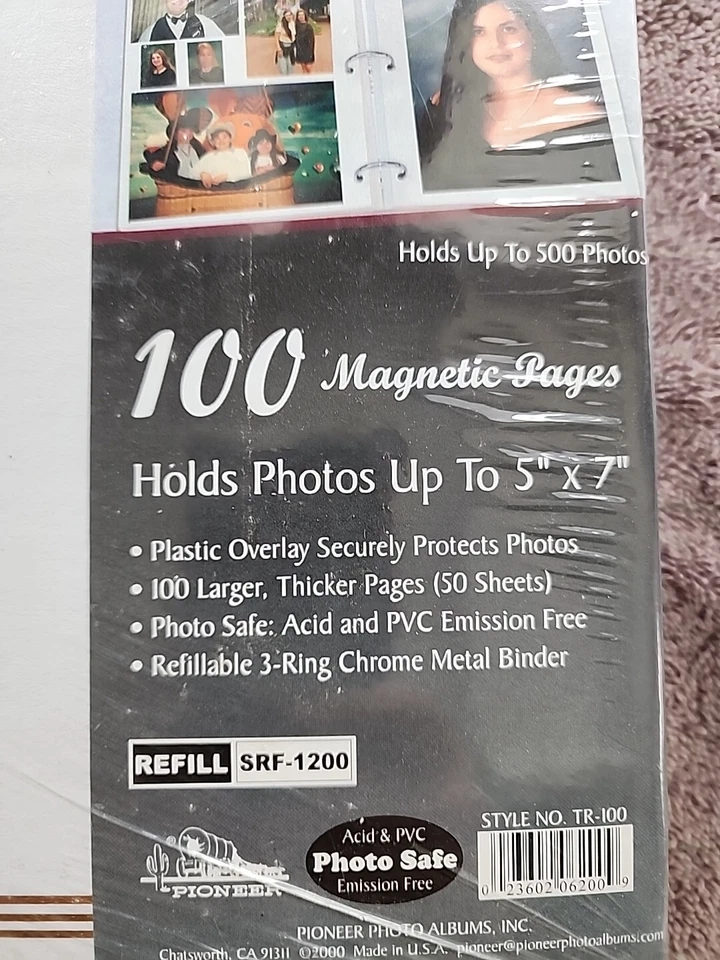 Holds Up To 500 Photos
100 Magnetic Pages
Holds Photos Up To 5" x 7"
• Plastic Overlay Securely Protects Photos
• 100 Larger, Thicker Pages (50 Sheets)
• Photo Safe: Acid and PVC Emission Free
• Refillable 3-Ring Chrome Metal Binder
REFILL SRF-1200
STYLE NO. TR-100
Acid & PVC
Photo Safe
Emission Free
PIONEER
0 23602 06200 9
PIONEER PHOTO ALBUMS, INC.
Chatsworth, CA 91311 ©2000 Made in U.S.A. pioneer@pioneerphotoalbums.com